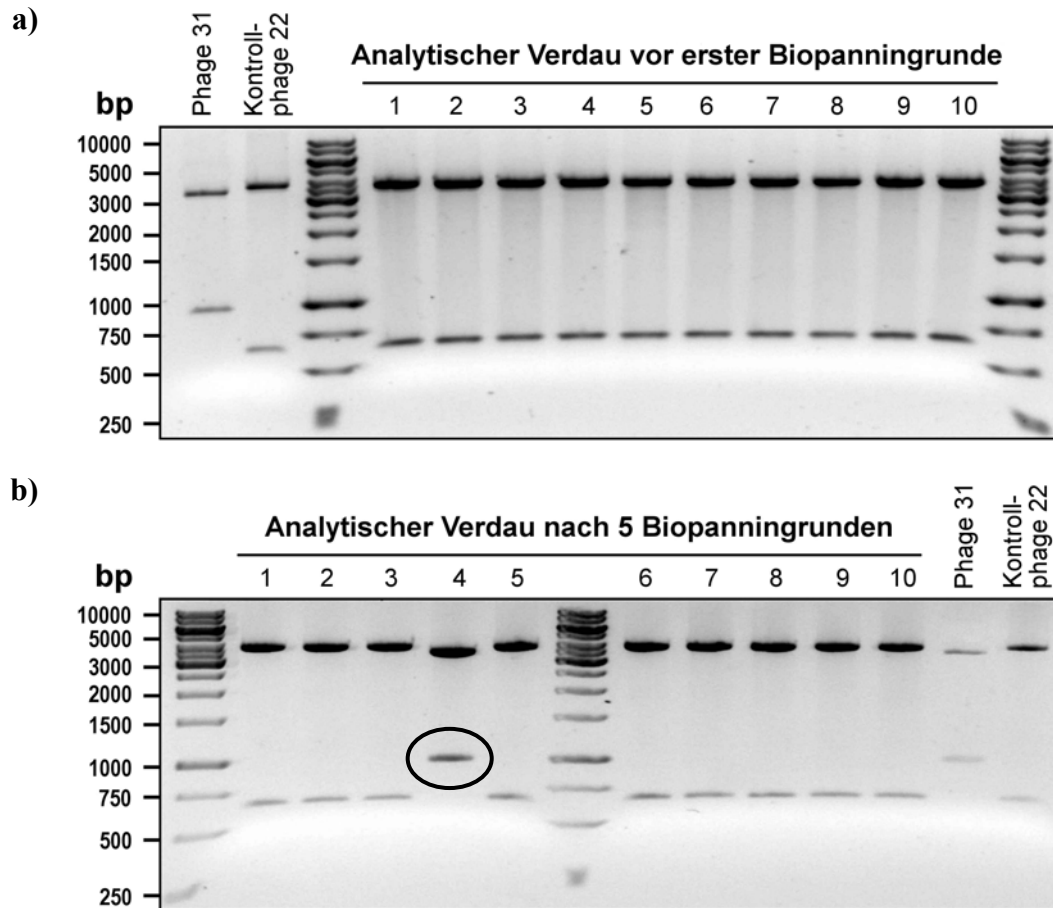 a)
Phage 31
Kontroll-
phage 22
Analytischer Verdau vor erster Biopanningrunde
bp
1 2 3 4 5 6 7 8 9 10
10000
5000
3000
2000
1500
1000
750
500
250
b)
Analytischer Verdau nach 5 Biopanningrunden
Phage 31
Kontroll-
phage 22
bp
1 2 3 4 5 6 7 8 9 10
10000
5000
3000
2000
1500
1000
750
500
250